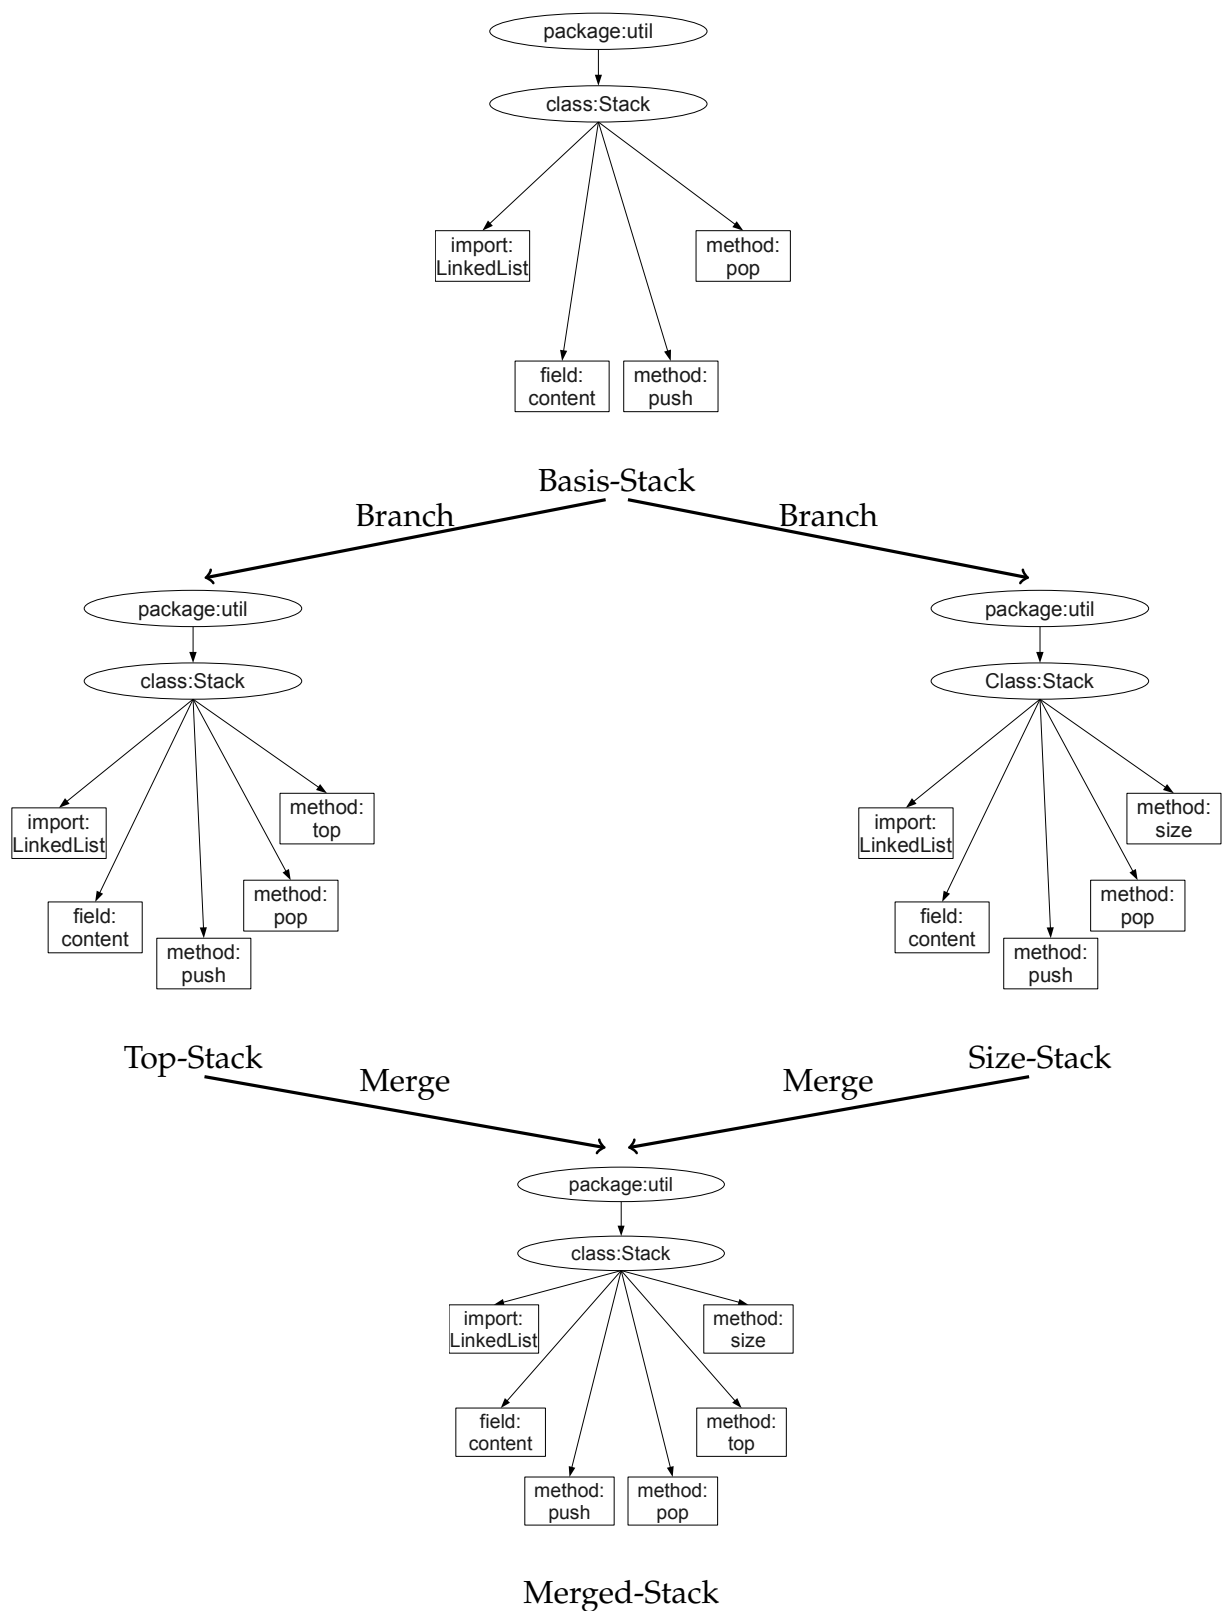 package:util
class:Stack
import:
LinkedList
method:
pop
field:
content
method:
push
Basis-Stack
Branch
Branch
package:util
class:Stack
import:
LinkedList
field:
content
method:
push
method:
pop
method:
top
Top-Stack
package:util
Class:Stack
import:
LinkedList
field:
content
method:
push
method:
pop
method:
size
Size-Stack
Merge
Merge
package:util
class:Stack
import:
LinkedList
method:
size
field:
content
method:
top
method:
push
method:
pop
Merged-Stack